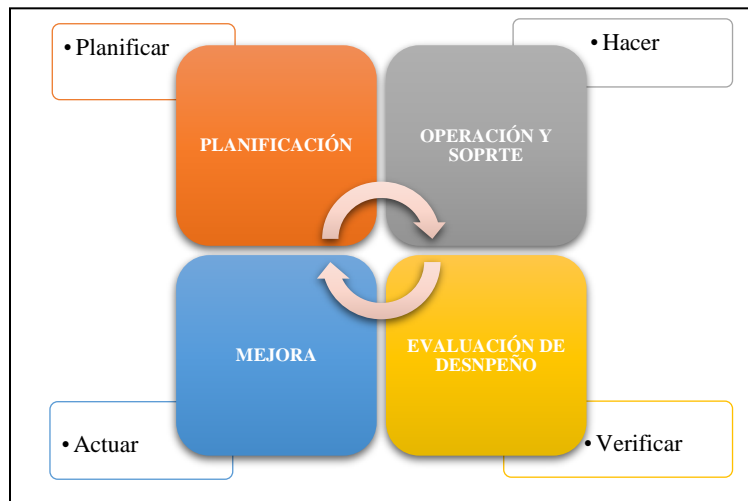 • Planificar
• Hacer
PLANIFICACIÓN
OPERACIÓN Y
SOPRTE
MEJORA
EVALUACIÓN DE
DESNPEÑO
• Actuar
• Verificar